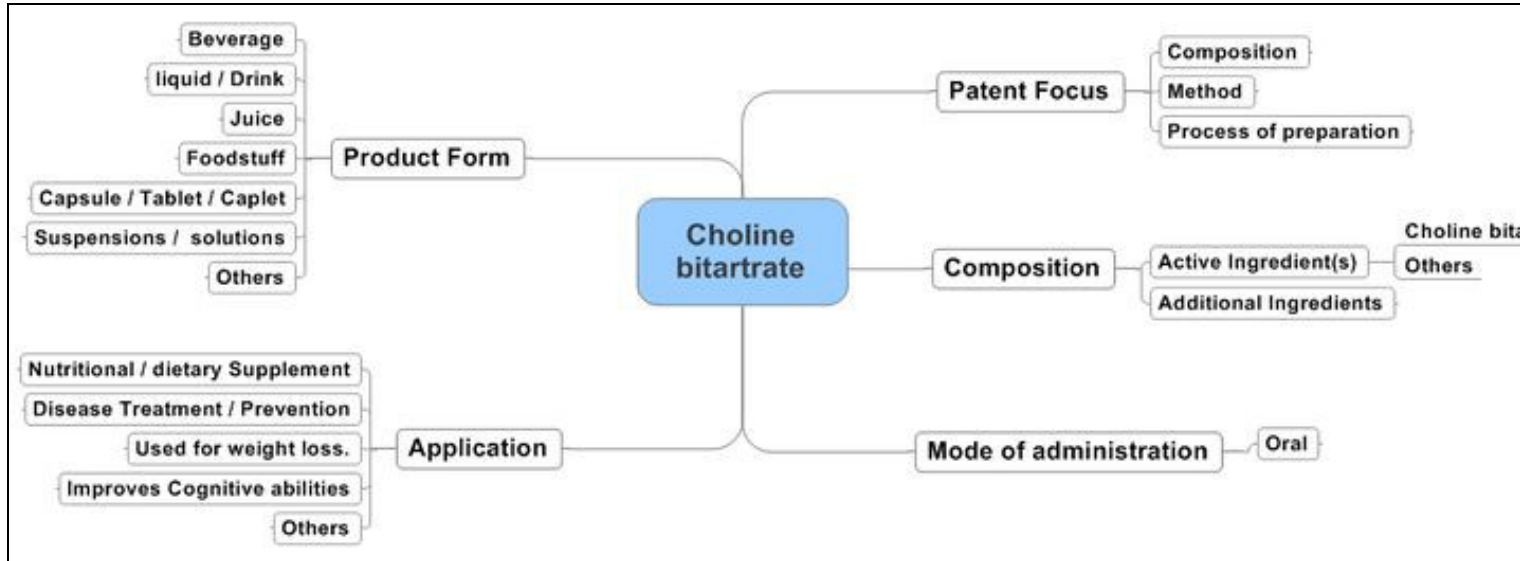 Beverage
liquid / Drink
Juice
Foodstuff
Capsule / Tablet / Caplet
Suspensions / solutions
Others
Product Form
Nutritional / dietary Supplement
Disease Treatment / Prevention
Used for weight loss.
Improves Cognitive abilities
Others
Application
Choline
bitartrate
Patent Focus
Composition
Method
Process of preparation
Composition
Active Ingredient(s)
Choline
Others
Additional Ingredients
Mode of administration
Oral